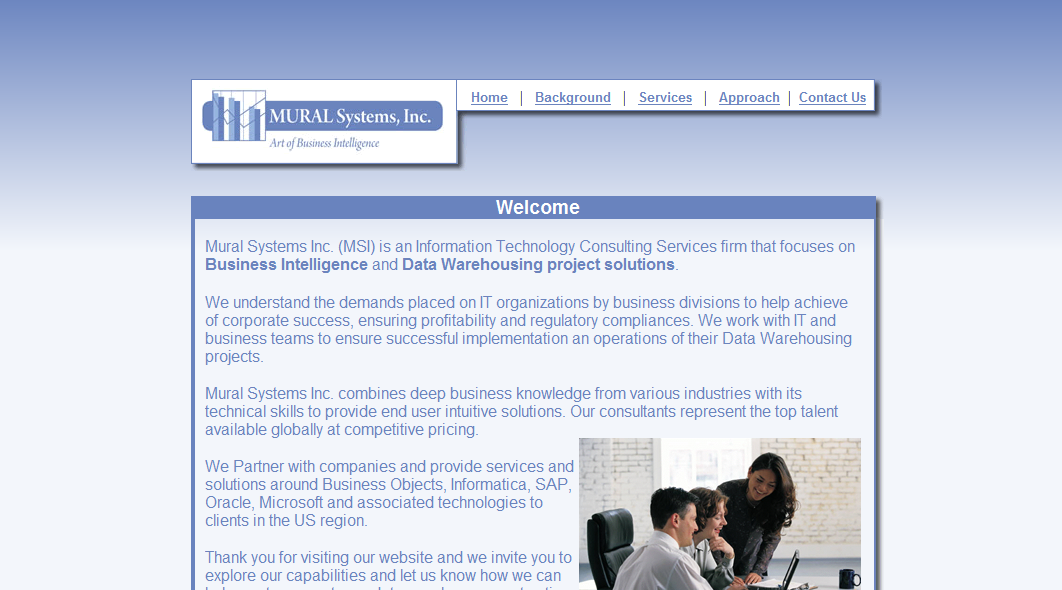 MURAL Systems, Inc.
Art of Business Intelligence
Home | Background | Services | Approach | Contact Us
Welcome
Mural Systems Inc. (MSI) is an Information Technology Consulting Services firm that focuses on
Business Intelligence and Data Warehousing project solutions.
We understand the demands placed on IT organizations by business divisions to help achieve
of corporate success, ensuring profitability and regulatory compliances. We work with IT and
business teams to ensure successful implementation an operations of their Data Warehousing
projects.
Mural Systems Inc. combines deep business knowledge from various industries with its
technical skills to provide end user intuitive solutions. Our consultants represent the top talent
available globally at competitive pricing.
We Partner with companies and provide services and
solutions around Business Objects, Informatica, SAP,
Oracle, Microsoft and associated technologies to
clients in the US region.
Thank you for visiting our website and we invite you to
explore our capabilities and let us know how we can